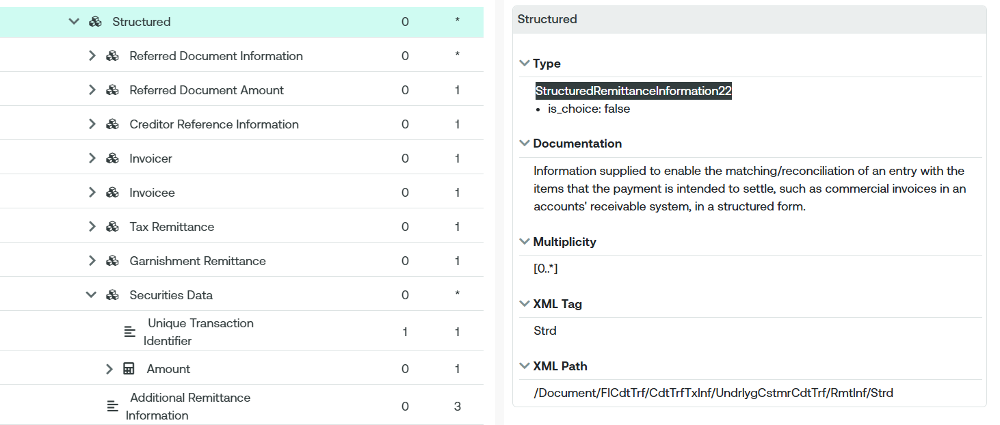 Structured 0 *
Referred Document Information 0 *
Referred Document Amount 0 1
Creditor Reference Information 0 1
Invoicer 0 1
Invoicee 0 1
Tax Remittance 0 1
Garnishment Remittance 0 1
Securities Data 0 *
Unique Transaction
Identifier 1 1
Amount 0 1
Additional Remittance
Information 0 3
Structured
Type
StructuredRemittanceInformation22
• is_choice: false
Documentation
Information supplied to enable the matching/reconciliation of an entry with the
items that the payment is intended to settle, such as commercial invoices in an
accounts' receivable system, in a structured form.
Multiplicity
[0..*]
XML Tag
Strd
XML Path
/Document/FICdtTrf/CdtTrfTxInf/UndrlygCstmrCdtTrf/RmtInf/Strd